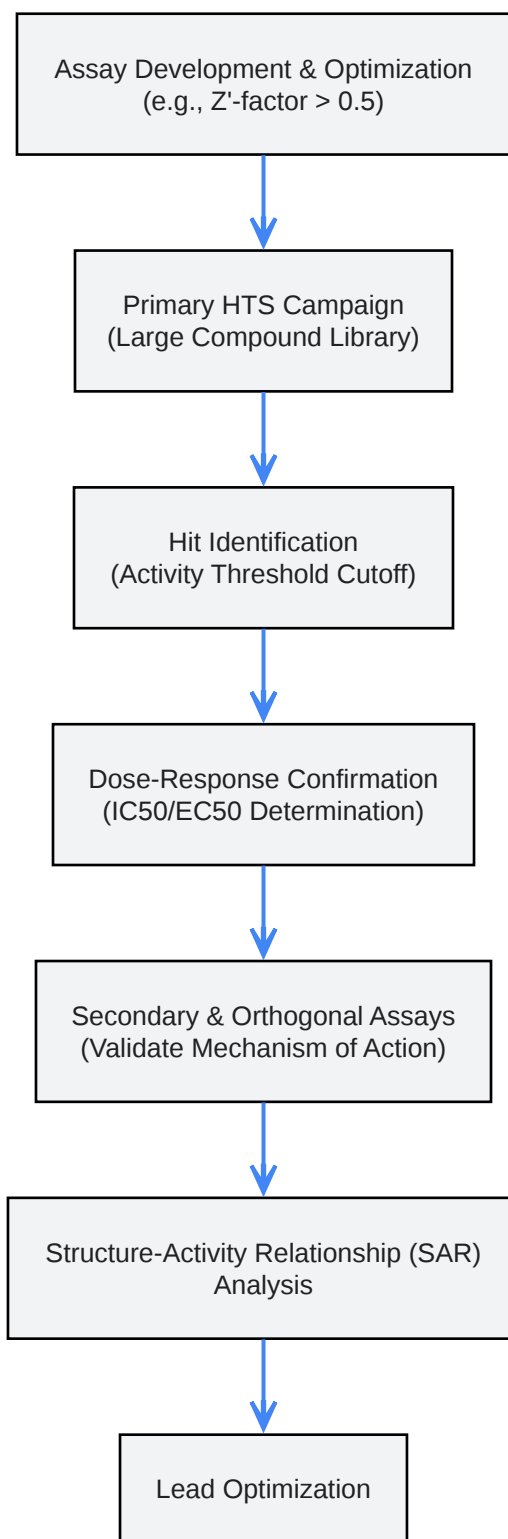 Assay Development & Optimization
(e.g., Z'-factor > 0.5)
Primary HTS Campaign
(Large Compound Library)
Hit Identification
(Activity Threshold Cutoff)
Dose-Response Confirmation
(IC50/EC50 Determination)
Secondary & Orthogonal Assays
(Validate Mechanism of Action)
Structure-Activity Relationship (SAR)
Analysis
Lead Optimization